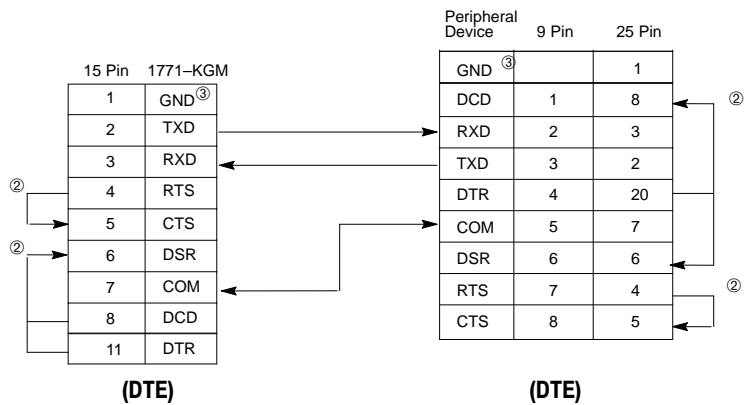 Peripheral
Device 9 Pin 25 Pin
GND ③ 1
DCD 1 8 ②
RXD 2 3
TXD 3 2
DTR 4 20
COM 5 7
DSR 6 6
RTS 7 4 ②
CTS 8 5
(DTE)
15 Pin 1771–KGM
1 GND③
2 TXD
3 RXD
② 4 RTS
5 CTS
② 6 DSR
7 COM
8 DCD
11 DTR
(DTE)